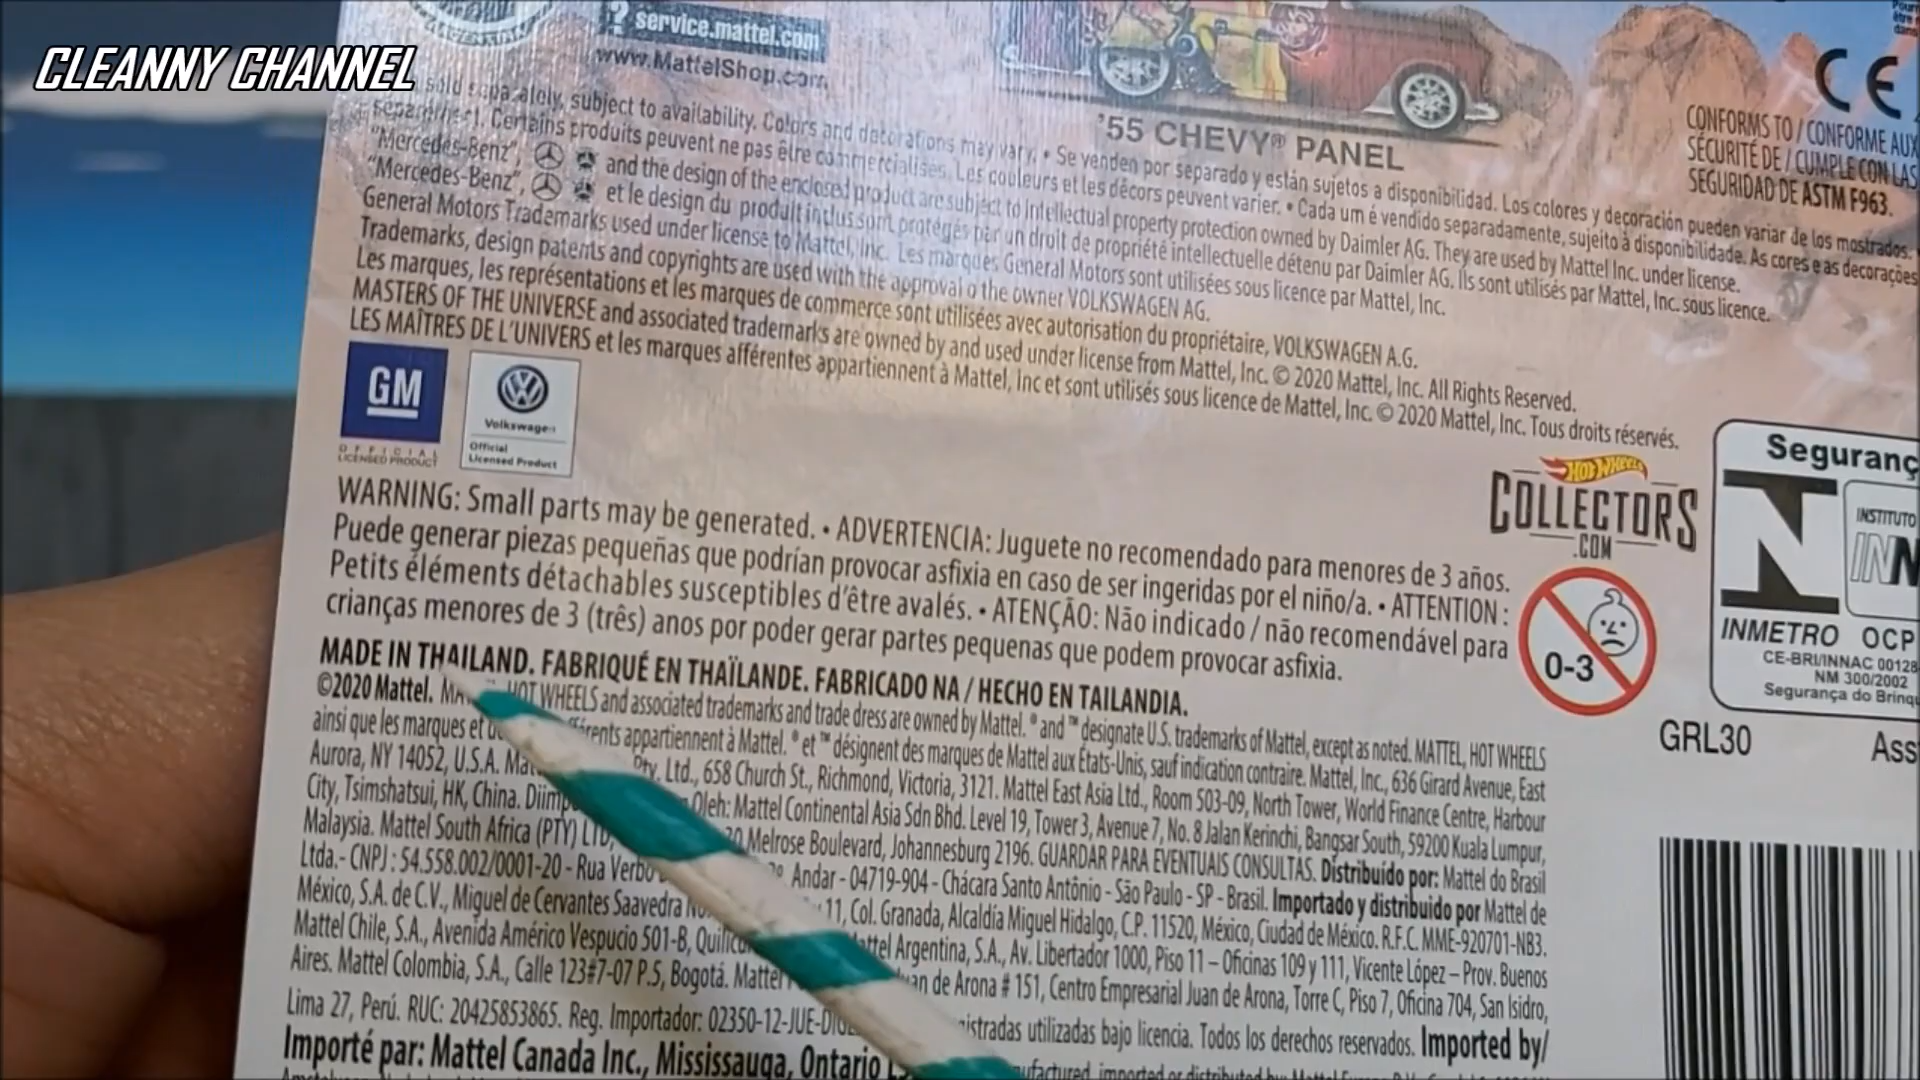 CLEANNY CHANNEL
ARGENTINA
? service.mattel.com
www.MattelShop.com
'55 CHEVY® PANEL
CE
CONFORMS TO / CONFORME AUX
SÉCURITÉ DE / CUMPLE CON LAS
SEGURIDAD DE ASTM F963.
sold separately, subject to availability. Colors and decorations may vary. • Se venden por separado y están sujetos a disponibilidad. Los colores y decoración pueden variar de los mostrados.
séparément. Certains produits peuvent ne pas être commercialisés. Les couleurs et les décors peuvent varier. • Cada um é vendido separadamente, sujeito à disponibilidade. As cores e as decorações
"Mercedes-Benz", and the design of the enclosed product are subject to intellectual property protection owned by Daimler AG. They are used by Mattel Inc. under license.
"Mercedes-Benz", et le design du produit inclus sont protégés par un droit de propriété intellectuelle détenu par Daimler AG. Ils sont utilisés par Mattel, Inc. sous licence.
General Motors Trademarks used under license to Mattel, Inc. Les marques General Motors sont utilisées sous licence par Mattel, Inc.
Trademarks, design patents and copyrights are used with the approval o the owner VOLKSWAGEN AG.
Les marques, les représentations et les marques de commerce sont utilisées avec autorisation du propriétaire, VOLKSWAGEN A.G.
MASTERS OF THE UNIVERSE and associated trademarks are owned by and used under license from Mattel, Inc. © 2020 Mattel, Inc. All Rights Reserved.
LES MAÎTRES DE L'UNIVERS et les marques afférentes appartiennent à Mattel, Inc et sont utilisés sous licence de Mattel, Inc. © 2020 Mattel, Inc. Tous droits réservés.
GM
OFFICIAL
LICENSED PRODUCT
Volkswagen
Official
Licensed Product
HOT WHEELS
COLLECTORS
.COM
WARNING: Small parts may be generated. • ADVERTENCIA: Juguete no recomendado para menores de 3 años.
Puede generar piezas pequeñas que podrían provocar asfixia en caso de ser ingeridas por el niño/a. • ATTENTION :
Petits éléments détachables susceptibles d'être avalés. • ATENÇÃO: Não indicado / não recomendável para
crianças menores de 3 (três) anos por poder gerar partes pequenas que podem provocar asfixia.
0-3
Seguranç
N
INSTITUTO
INN
INMETRO OCP
CE-BRI/INNAC 00128
NM 300/2002
Segurança do Brinq
GRL30
Ass
MADE IN THAILAND. FABRIQUÉ EN THAÏLANDE. FABRICADO NA / HECHO EN TAILANDIA.
©2020 Mattel. HOT WHEELS and associated trademarks and trade dress are owned by Mattel. ® and ™ designate U.S. trademarks of Mattel, except as noted. MATTEL, HOT WHEELS
ainsi que les marques et appartiennent à Mattel. ® et ™ désignent des marques de Mattel aux États-Unis, sauf indication contraire. Mattel, Inc., 636 Girard Avenue, East
Aurora, NY 14052, U.S.A. Pty. Ltd., 658 Church St., Richmond, Victoria, 3121. Mattel East Asia Ltd., Room 503-09, North Tower, World Finance Centre, Harbour
City, Tsimshatsui, HK, China. Oleh: Mattel Continental Asia Sdn Bhd. Level 19, Tower 3, Avenue 7, No. 8 Jalan Kerinchi, Bangsar South, 59200 Kuala Lumpur,
Malaysia. Mattel South Africa (PTY) LTD, Melrose Boulevard, Johannesburg 2196. GUARDAR PARA EVENTUAIS CONSULTAS. Distribuído por: Mattel do Brasil
Ltda.- CNPJ : 54.558.002/0001-20 - Rua Verbo Andar - 04719-904 - Chácara Santo Antônio - São Paulo - SP - Brasil. Importado y distribuido por Mattel de
México, S.A. de C.V., Miguel de Cervantes Saavedra 11, Col. Granada, Alcaldía Miguel Hidalgo, C.P. 11520, México, Ciudad de México. R.F.C. MME-920701-NB3.
Mattel Chile, S.A., Avenida Américo Vespucio 501-B, Mattel Argentina, S.A., Av. Libertador 1000, Piso 11 – Oficinas 109 y 111, Vicente López – Prov. Buenos
Aires. Mattel Colombia, S.A., Calle 123#7-07 P.5, Bogotá. Mattel de Arona # 151, Centro Empresarial Juan de Arona, Torre C, Piso 7, Oficina 704, San Isidro,
Lima 27, Perú. RUC: 20425853865. Reg. Importador: 02350-12-JUE- utilizadas bajo licencia. Todos los derechos reservados. Imported by/
Importé par: Mattel Canada Inc., Mississauga, Ontario